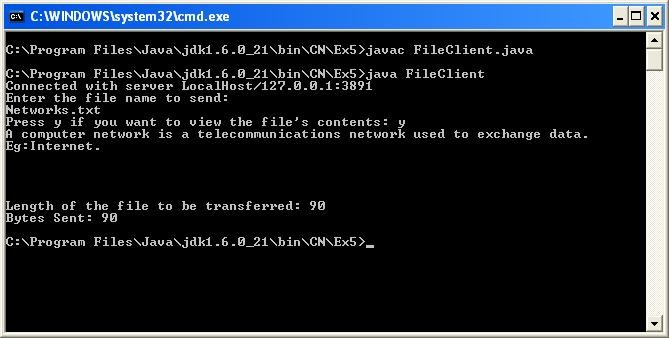 C:\WINDOWS\system32\cmd.exe
C:\Program Files\Java\jdk1.6.0_21\bin\CN\Ex5>javac FileClient.java
C:\Program Files\Java\jdk1.6.0_21\bin\CN\Ex5>java FileClient
Connected with server LocalHost/127.0.0.1:3891
Enter the file name to send:
Networks.txt
Press y if you want to view the file's contents: y
A computer network is a telecommunications network used to exchange data.
Eg:Internet.
Length of the file to be transferred: 90
Bytes Sent: 90
C:\Program Files\Java\jdk1.6.0_21\bin\CN\Ex5>_